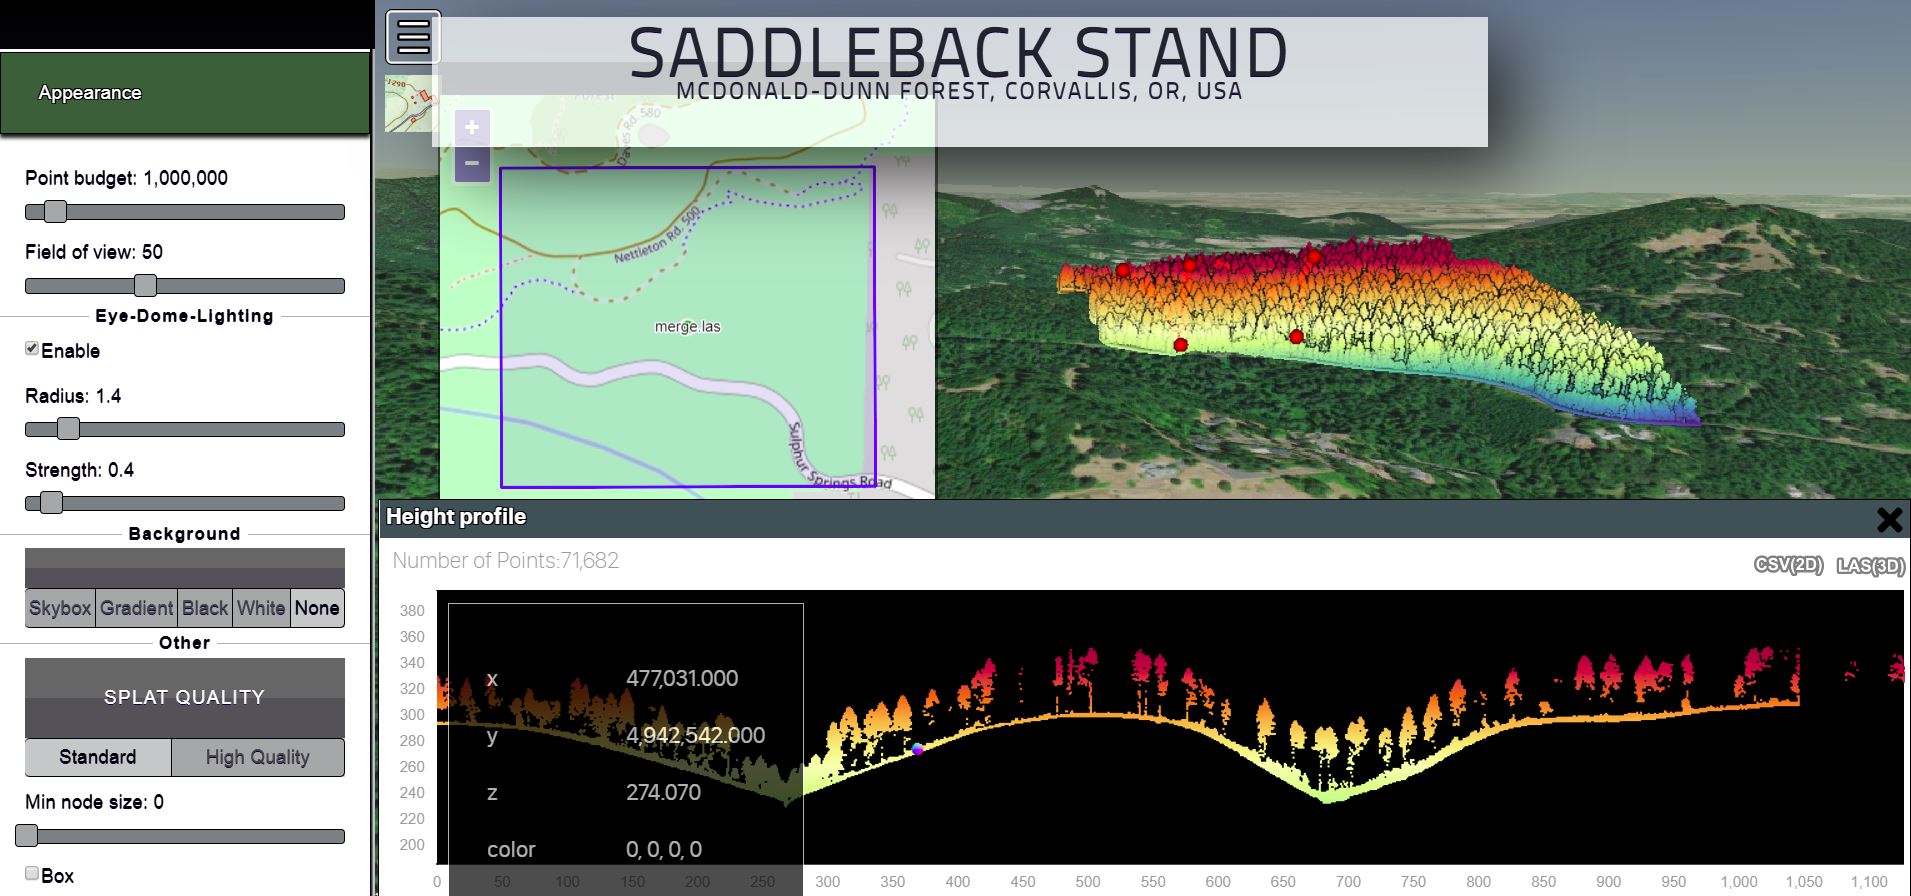 SADDLEBACK STAND
MCDONALD-DUNN FOREST, CORVALLIS, OR, USA
Appearance
Point budget: 1,000,000
Field of view: 50
Eye-Dome-Lighting
Enable
Radius: 1.4
Strength: 0.4
Background
Skybox Gradient Black White None
Other
SPLAT QUALITY
Standard High Quality
Min node size: 0
Box
+
−
580
Daves Rd.
Nettleton Rd. 500
merge.las
Sulphur Springs Road
Height profile
Number of Points:71,682
CSV(2D) LAS(3D)
380
360
340
320
300
280
260
240
220
200
x 477,031.000
y 4,942,542.000
z 274.070
color 0, 0, 0, 0
0 50 100 150 200 250 300 350 400 450 500 550 600 650 700 750 800 850 900 950 1,000 1,050 1,100